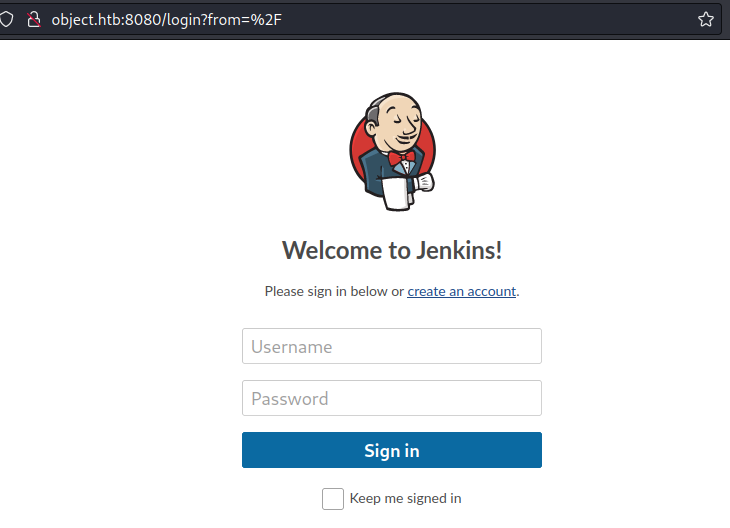 object.htb:8080/login?from=%2F
Welcome to Jenkins!
Please sign in below or create an account.
Username
Password
Sign in
Keep me signed in